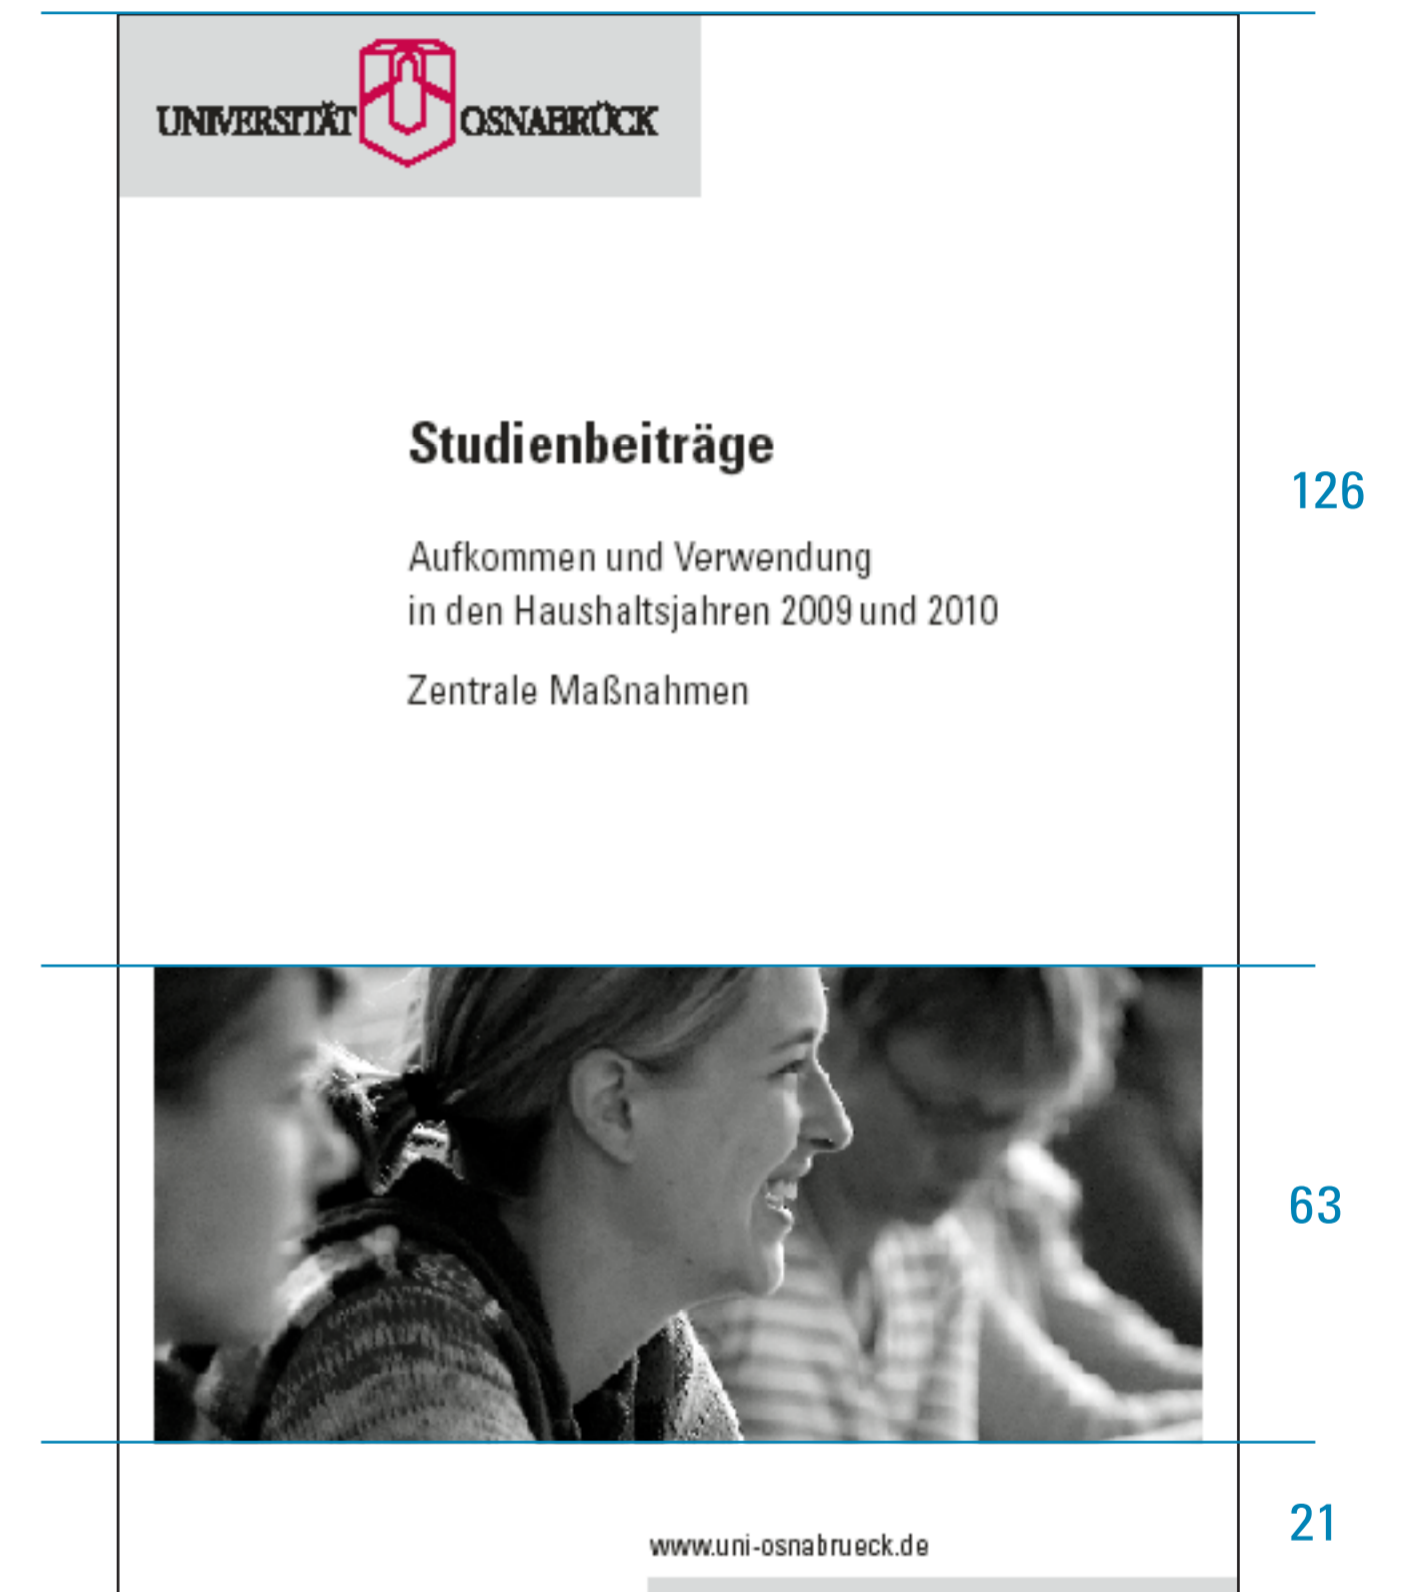 UNIVERSITÄT OSNABRÜCK
Studienbeiträge
126
Aufkommen und Verwendung
in den Haushaltsjahren 2009 und 2010
Zentrale Maßnahmen
63
21
www.uni-osnabrueck.de